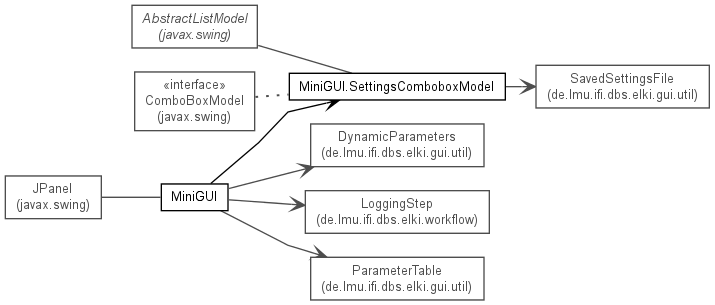 AbstractListModel
(javax.swing)
«interface»
ComboBoxModel
(javax.swing)
MiniGUI.SettingsComboboxModel
SavedSettingsFile
(de.lmu.ifi.dbs.elki.gui.util)
DynamicParameters
(de.lmu.ifi.dbs.elki.gui.util)
JPanel
(javax.swing)
MiniGUI
LoggingStep
(de.lmu.ifi.dbs.elki.workflow)
ParameterTable
(de.lmu.ifi.dbs.elki.gui.util)